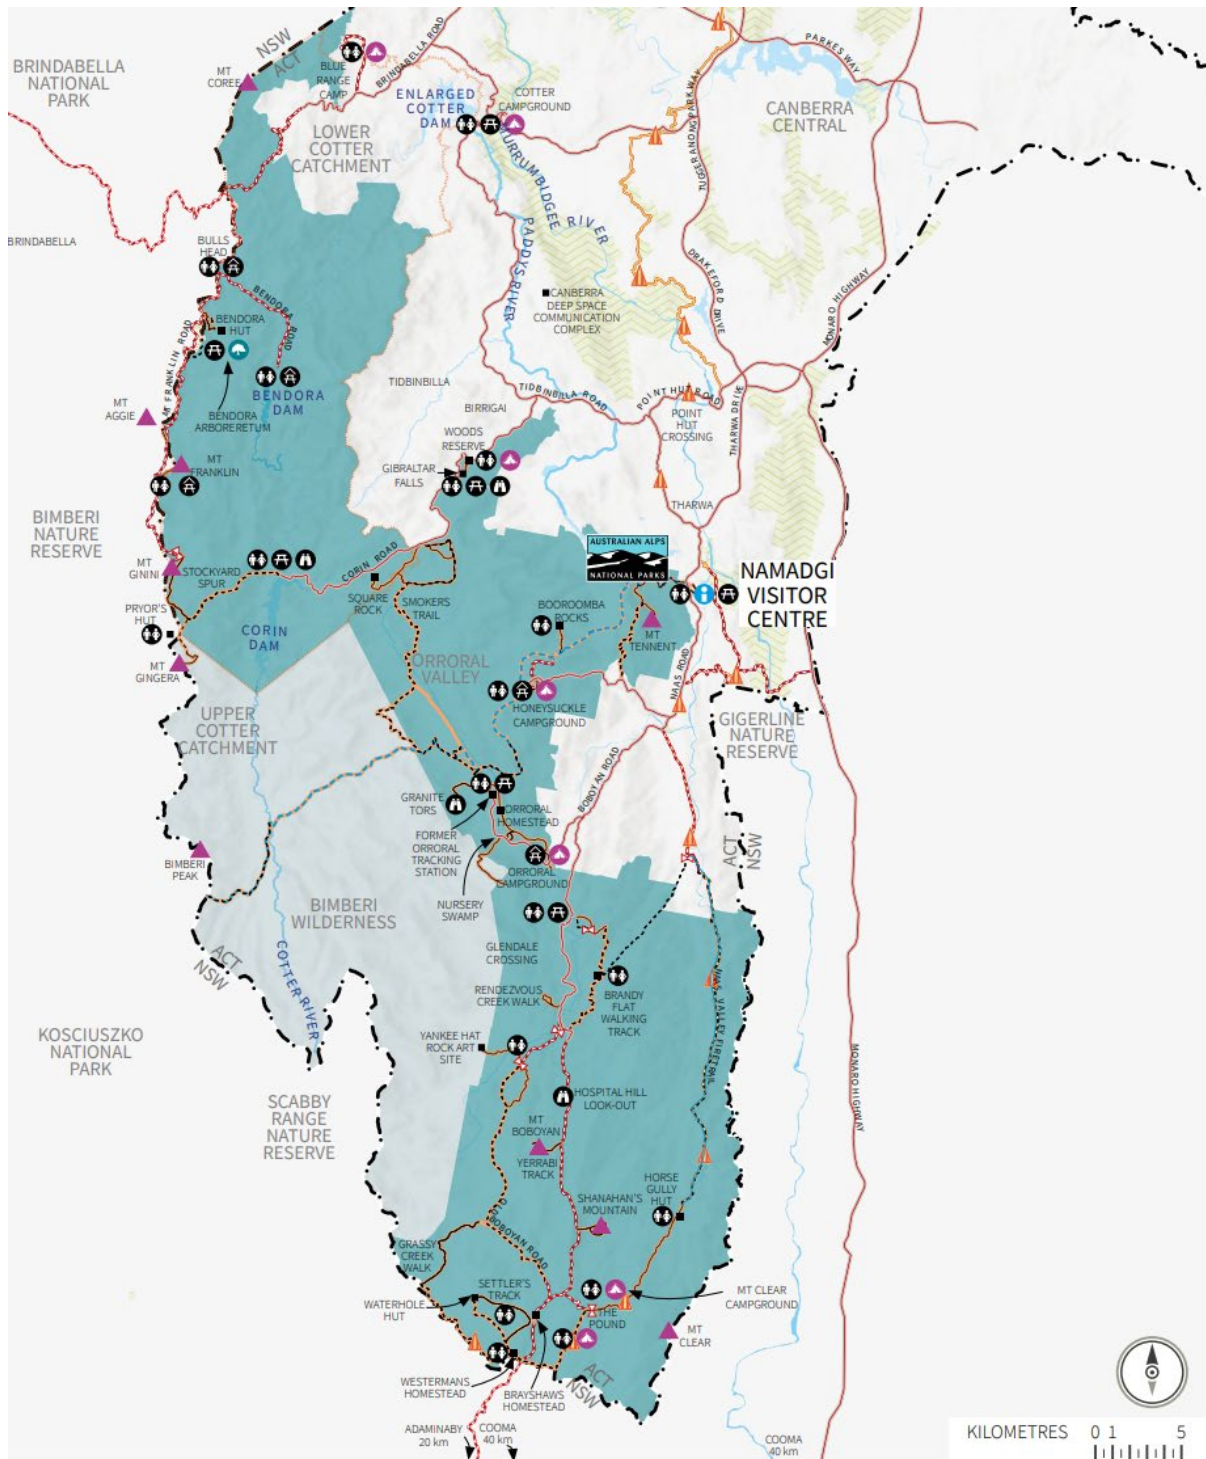 NSW
ACT
BRINDABELLA
NATIONAL
PARK
MT
COREE
BLUE
RANGE
CAMP
BRINDABELLA ROAD
ENLARGED
COTTER
DAM
COTTER
CAMPGROUND
PARKES WAY
CANBERRA
CENTRAL
LOWER
COTTER
CATCHMENT
MURRUMBIDGEE RIVER
TUGGERANONG PARKWAY
BRINDABELLA
BULLS
HEAD
PADDYS RIVER
DRAKEFORD DRIVE
MONARO HIGHWAY
BENDORA ROAD
CANBERRA
DEEP SPACE
COMMUNICATION
COMPLEX
BENDORA
HUT
MT FRANKLIN ROAD
TIDBINBILLA
TIDBINBILLA ROAD
POINT HUT ROAD
BENDORA
DAM
MT
AGGIE
BENDORA
ARBORERETUM
BIRRIGAI
POINT
HUT
CROSSING
THARWA DRIVE
WOODS
RESERVE
MT
FRANKLIN
GIBRALTAR
FALLS
THARWA
BIMBERI
NATURE
RESERVE
AUSTRALIAN ALPS
NATIONAL PARKS
MT
GININI
STOCKYARD
SPUR
CORIN ROAD
NAMADGI
VISITOR
CENTRE
SQUARE
ROCK
SMOKERS
TRAIL
BOOROOMBA
ROCKS
PRYOR'S
HUT
CORIN
DAM
MT
TENNENT
MT
GINGERA
ORRORAL
VALLEY
NAAS ROAD
HONEYSUCKLE
CAMPGROUND
UPPER
COTTER
CATCHMENT
GIGERLINE
NATURE
RESERVE
BOBOYAN ROAD
GRANITE
TORS
ORRORAL
HOMESTEAD
FORMER
ORRORAL
TRACKING
STATION
ACT
NSW
BIMBERI
PEAK
ORRORAL
CAMPGROUND
NURSERY
SWAMP
BIMBERI
WILDERNESS
ACT
NSW
COTTER RIVER
GLENDALE
CROSSING
RENDEZVOUS
CREEK WALK
BRANDY
FLAT
WALKING
TRACK
NAAS VALLEY FIRETRAIL
KOSCIUSZKO
NATIONAL
PARK
YANKEE HAT
ROCK ART
SITE
MONARO HIGHWAY
SCABBY
RANGE
NATURE
RESERVE
HOSPITAL HILL
LOOK-OUT
MT
BOBOYAN
YERRABI
TRACK
HORSE
GULLY
HUT
SHANAHAN'S
MOUNTAIN
OLD BOBOYAN ROAD
GRASSY
CREEK
WALK
SETTLER'S
TRACK
WATERHOLE
HUT
MT CLEAR
CAMPGROUND
THE
POUND
MT
CLEAR
WESTERMANS
HOMESTEAD
BRAYSHAWS
HOMESTEAD
ACT
NSW
ADAMINABY
20 km
COOMA
40 km
COOMA
40 km
KILOMETRES 0 1 5